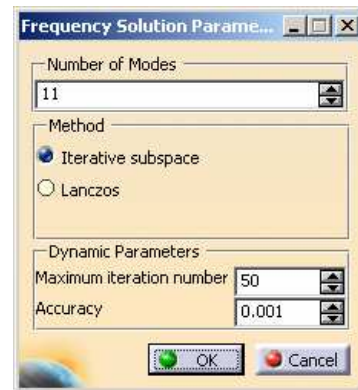 Frequency Solution Parame...
Number of Modes
11
Method
Iterative subspace
Lanczos
Dynamic Parameters
Maximum iteration number 50
Accuracy 0.001
OK Cancel